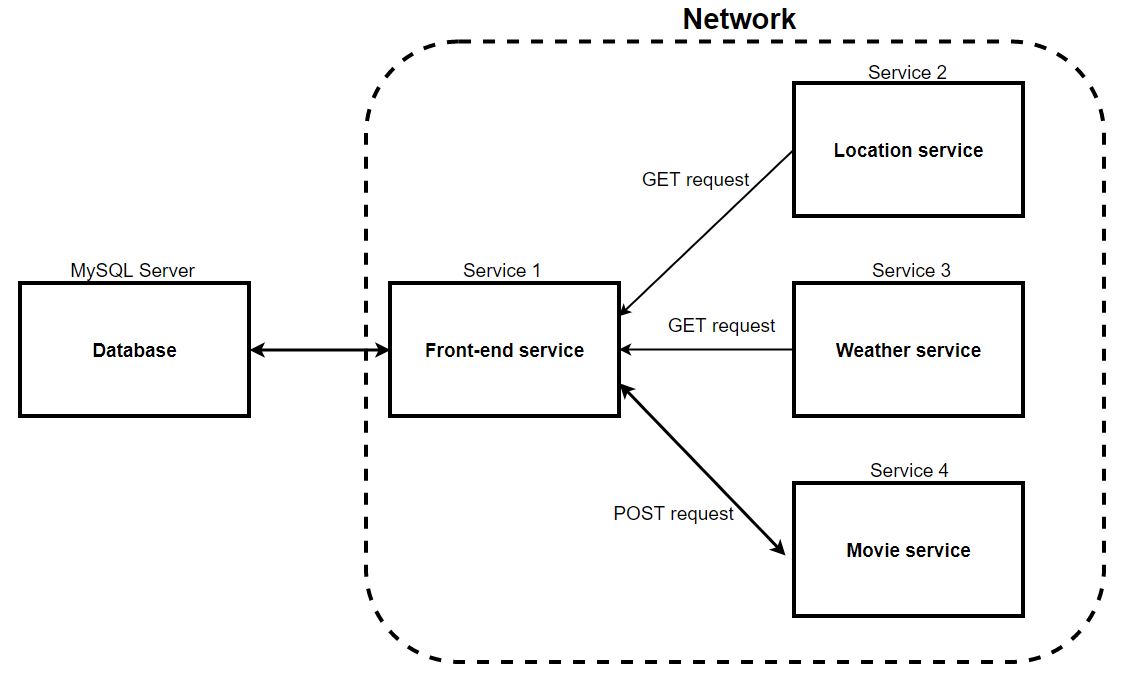 Network
Service 2
Location service
GET request
MySQL Server
Service 1
Service 3
Database
Front-end service
GET request
Weather service
Service 4
POST request
Movie service